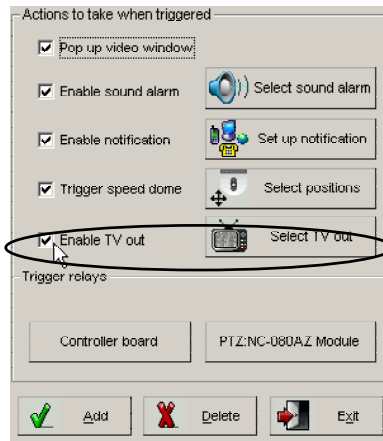 Actions to take when triggered
Pop up video window
Enable sound alarm
Select sound alarm
Enable notification
Set up notification
Trigger speed dome
Select positions
Enable TV out
Select TV out
Trigger relays
Controller board
PTZ:NC-080AZ Module
Add
Delete
Exit